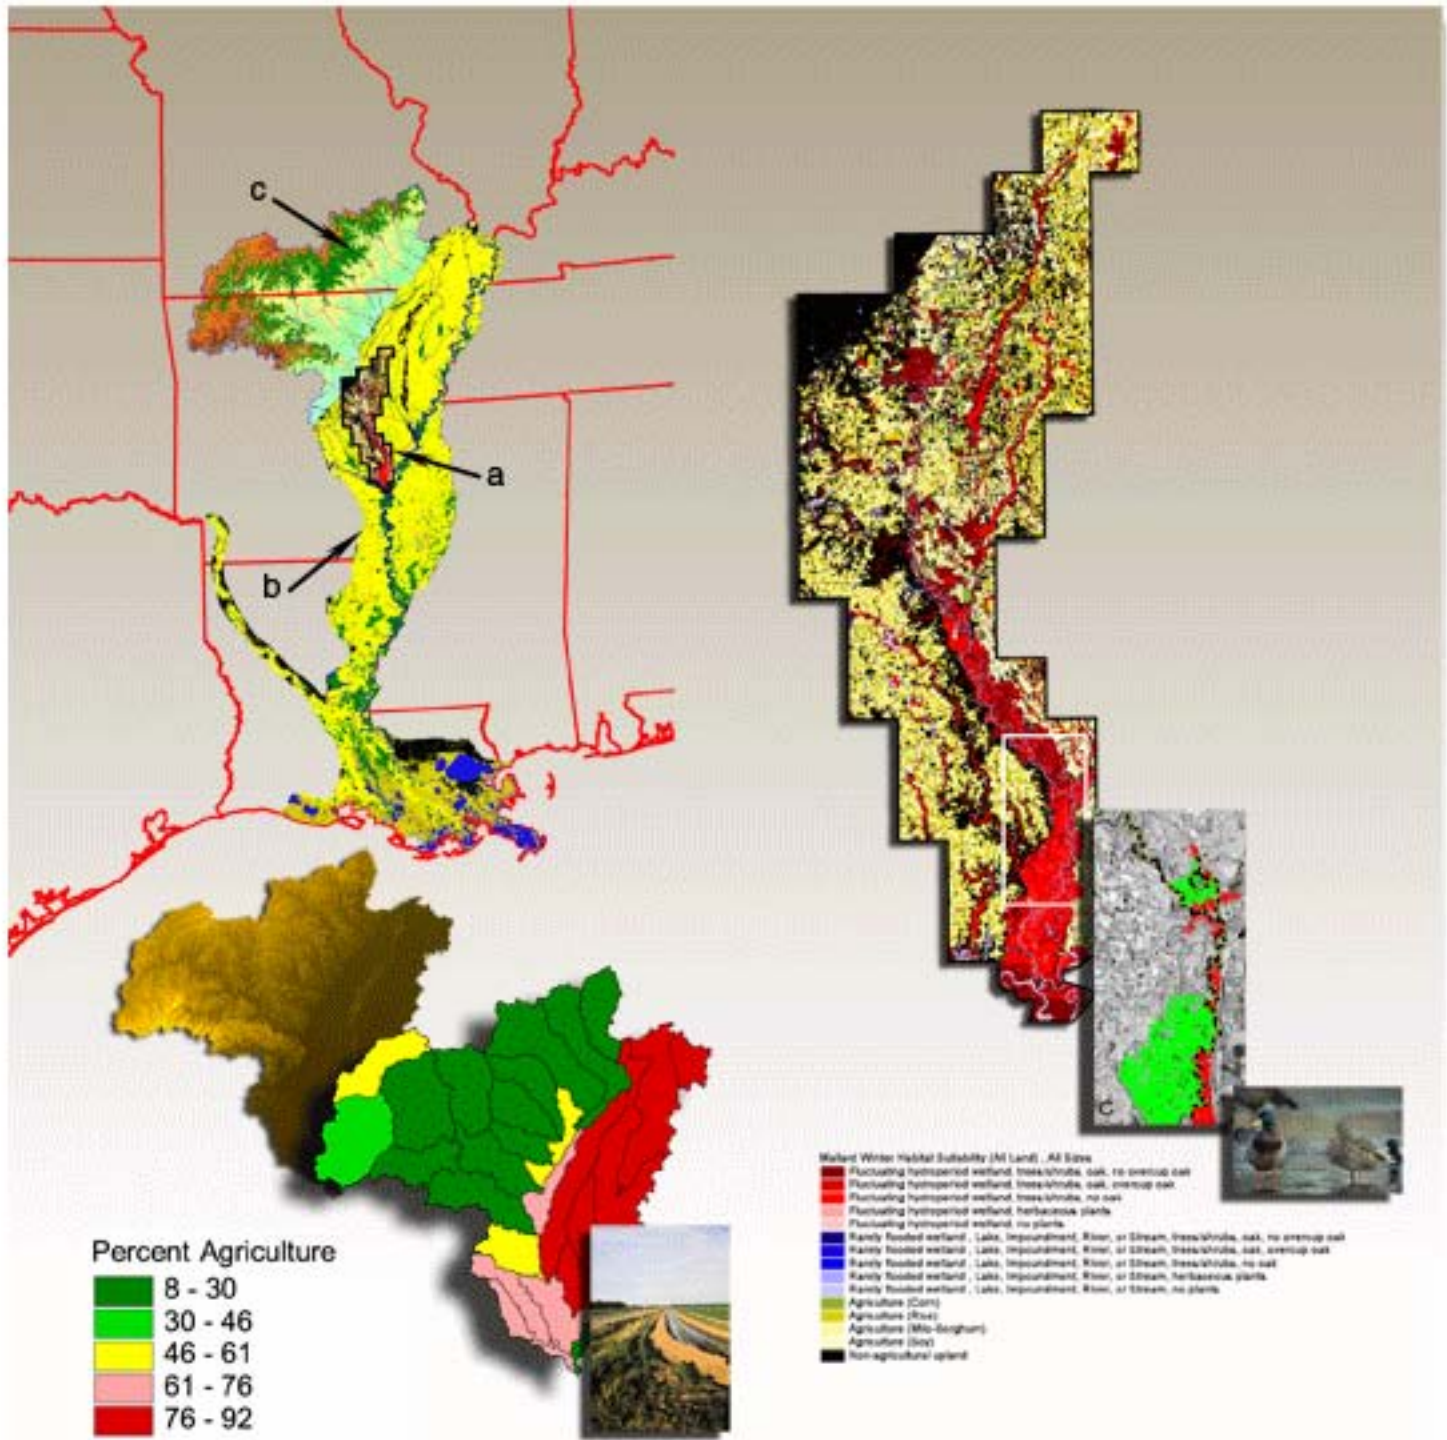 c
a
b
C
Percent Agriculture
8 - 30
30 - 46
46 - 61
61 - 76
76 - 92
Mallard Winter Habitat Suitability (All Land) , All Sizes
Fluctuating hydroperiod wetland, trees/shrubs, oak, no overcup oak
Fluctuating hydroperiod wetland, trees/shrubs, oak, overcup oak
Fluctuating hydroperiod wetland, trees/shrubs, no oak
Fluctuating hydroperiod wetland, herbaceous plants
Fluctuating hydroperiod wetland, no plants
Rarely flooded wetland , Lake, Impoundment, River, or Stream, trees/shrubs, oak, no overcup oak
Rarely flooded wetland , Lake, Impoundment, River, or Stream, trees/shrubs, oak, overcup oak
Rarely flooded wetland , Lake, Impoundment, River, or Stream, trees/shrubs, no oak
Rarely flooded wetland , Lake, Impoundment, River, or Stream, herbaceous plants
Rarely flooded wetland , Lake, Impoundment, River, or Stream, no plants
Agriculture (Corn)
Agriculture (Rice)
Agriculture (Milo-Sorghum)
Agriculture (Soy)
Non-agricultural upland